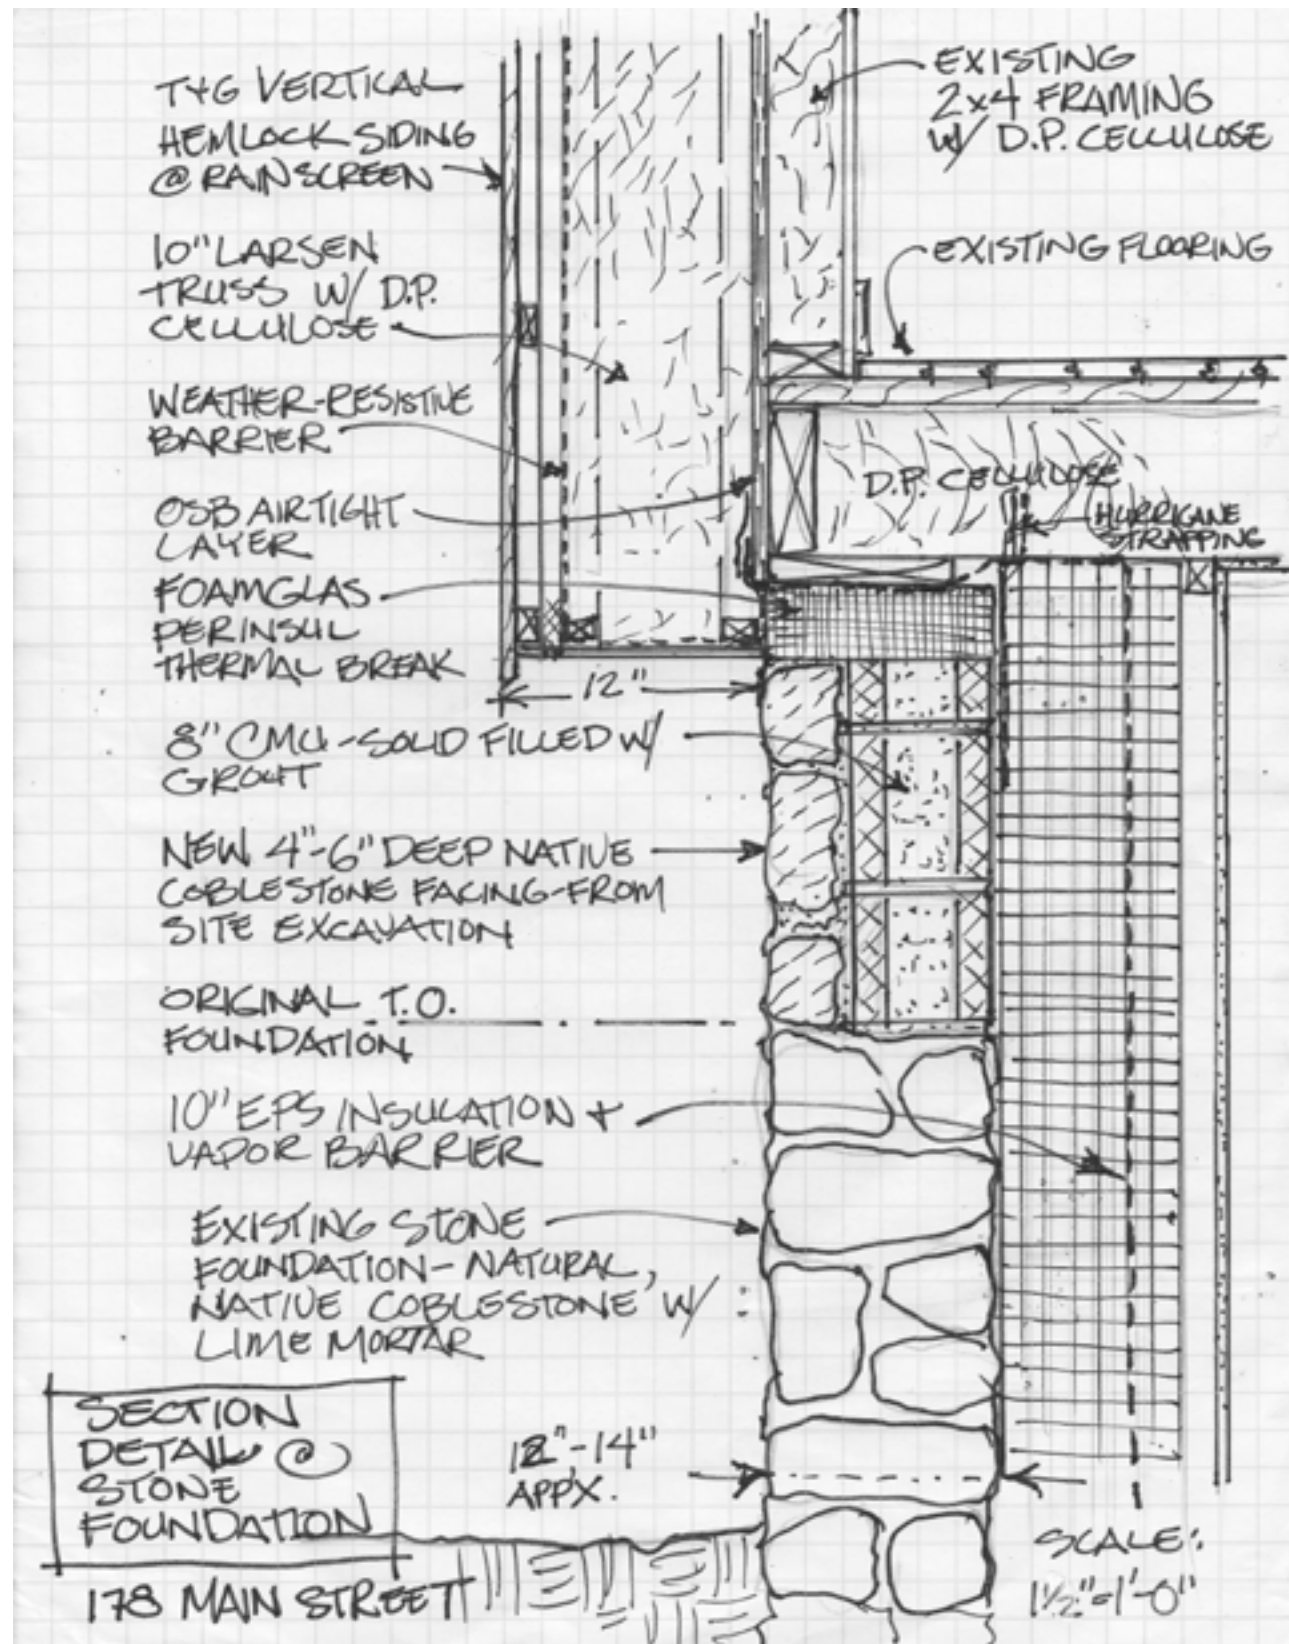 T+G VERTICAL
HEMLOCK SIDING
@ RAINSCREEN
10" LARSEN
TRUSS W/ D.P.
CELLULOSE
WEATHER-RESISTIVE
BARRIER
OSB AIRTIGHT
LAYER
FOAMGLAS
PERINSUL
THERMAL BREAK
12"
8" CMU - SOLID FILLED W/
GROUT
NEW 4"-6" DEEP NATIVE
COBLESTONE FACING - FROM
SITE EXCAVATION
ORIGINAL T.O.
FOUNDATION
10" EPS INSULATION +
VAPOR BARRIER
EXISTING STONE
FOUNDATION - NATURAL,
NATIVE COBLESTONE W/
LIME MORTAR
12"-14"
APPX.
SECTION
DETAIL @
STONE
FOUNDATION
178 MAIN STREET
EXISTING
2x4 FRAMING
W/ D.P. CELLULOSE
EXISTING FLOORING
D.P. CELLULOSE
HURRICANE
STRAPPING
SCALE:
1½"=1'-0"